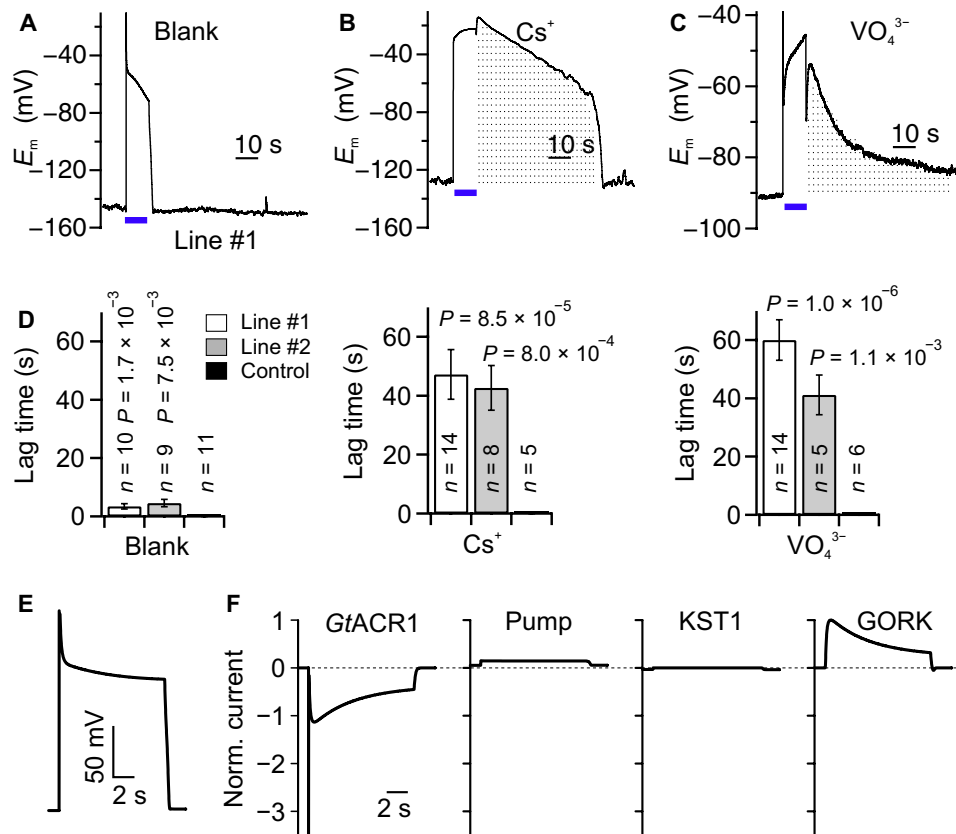 A
Blank
−40
−80
−120
−160
E_m (mV)
10 s
Line #1
B
Cs⁺
−40
−80
−120
−160
E_m (mV)
10 s
C
VO₄³⁻
−40
−60
−80
−100
E_m (mV)
10 s
D
60
40
20
0
Lag time (s)
n = 10 P = 1.7 × 10⁻³
n = 9 P = 7.5 × 10⁻³
n = 11
Line #1
Line #2
Control
Blank
60
40
20
0
Lag time (s)
P = 8.5 × 10⁻⁵
P = 8.0 × 10⁻⁴
n = 14
n = 8
n = 5
Cs⁺
60
40
20
0
Lag time (s)
P = 1.0 × 10⁻⁶
P = 1.1 × 10⁻³
n = 14
n = 5
n = 6
VO₄³⁻
E
50 mV
2 s
F
GtACR1
Pump
KST1
GORK
1
0
−1
−2
−3
Norm. current
2 s